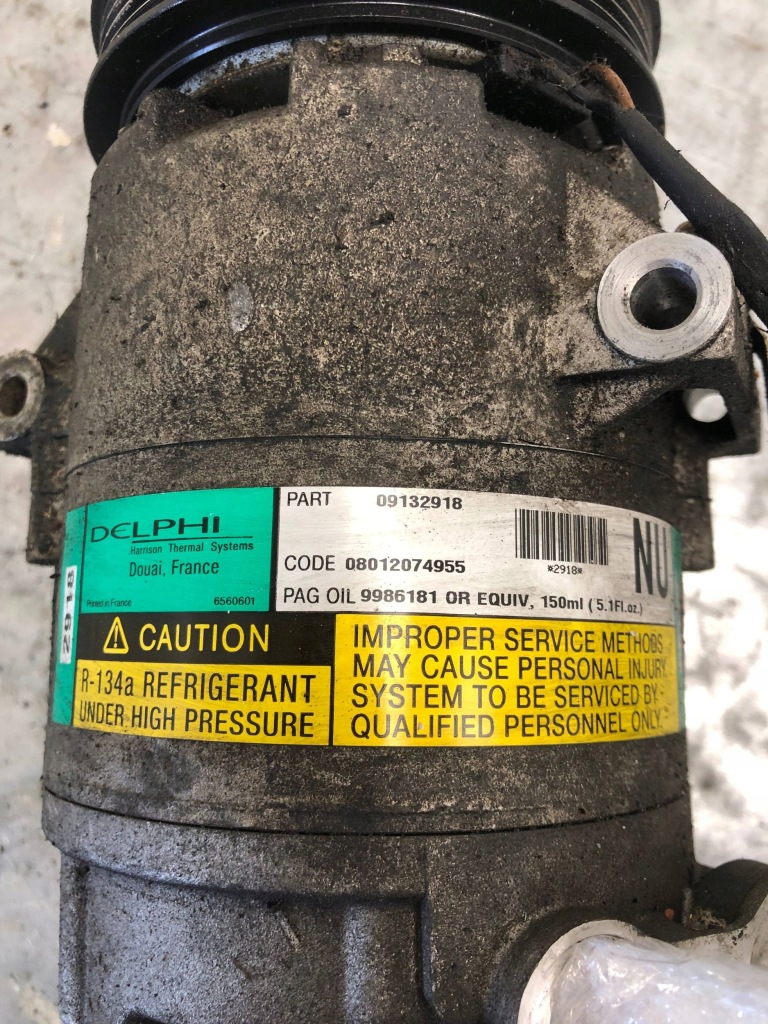 DELPHI
Harrison Thermal Systems
Douai, France
Printed in France 6560601
2918
PART 09132918
CODE 08012074955
*2918*
NU
PAG OIL 9986181 OR EQUIV, 150ml ( 5.1Fl.oz.)
CAUTION
R-134a REFRIGERANT
UNDER HIGH PRESSURE
IMPROPER SERVICE METHODS
MAY CAUSE PERSONAL INJURY
SYSTEM TO BE SERVICED BY
QUALIFIED PERSONNEL ONLY.